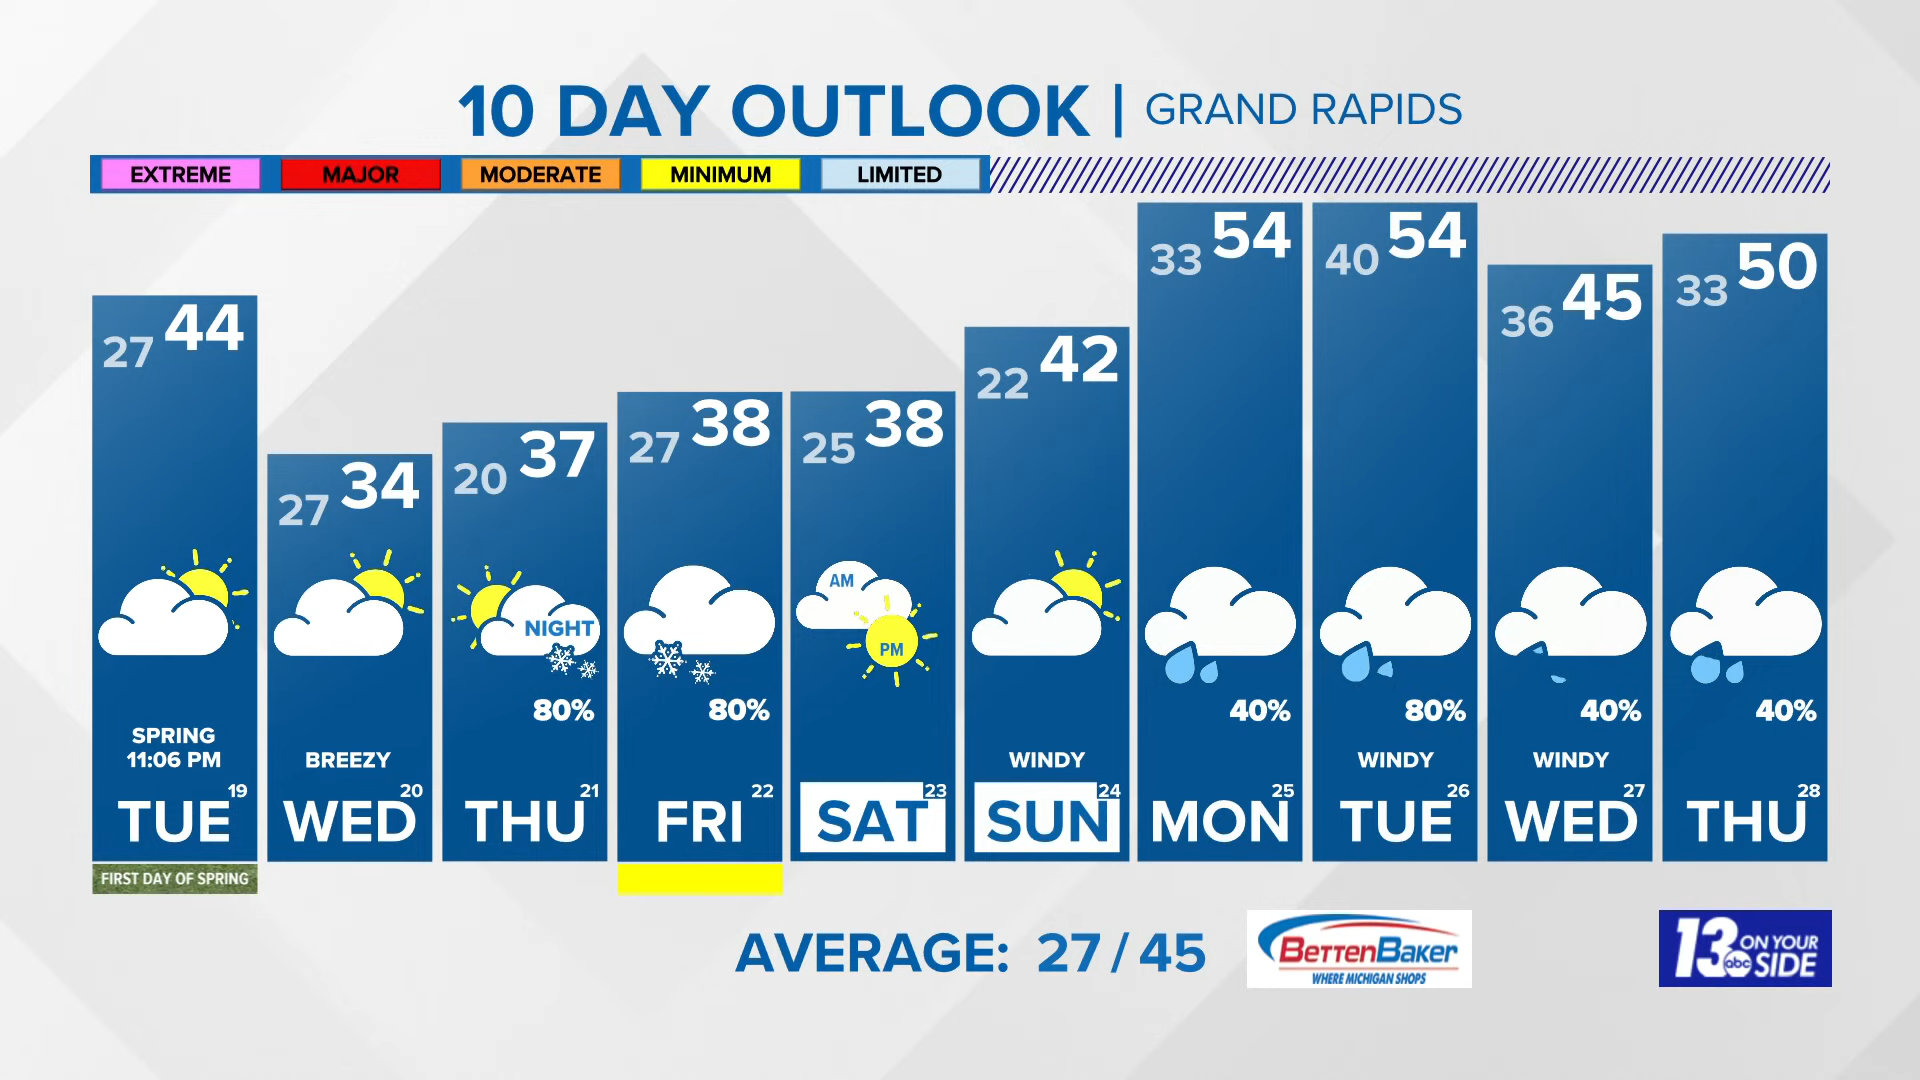 10 DAY OUTLOOK | GRAND RAPIDS
EXTREME MAJOR MODERATE MINIMUM LIMITED
27 44
SPRING
11:06 PM
TUE 19
FIRST DAY OF SPRING
27 34
BREEZY
WED 20
20 37
NIGHT
80%
THU 21
27 38
80%
FRI 22
25 38
AM
PM
SAT 23
22 42
WINDY
SUN 24
33 54
40%
MON 25
40 54
80%
WINDY
TUE 26
36 45
40%
WINDY
WED 27
33 50
40%
THU 28
AVERAGE: 27 / 45
BettenBaker
WHERE MICHIGAN SHOPS
13 abc ON YOUR
SIDE